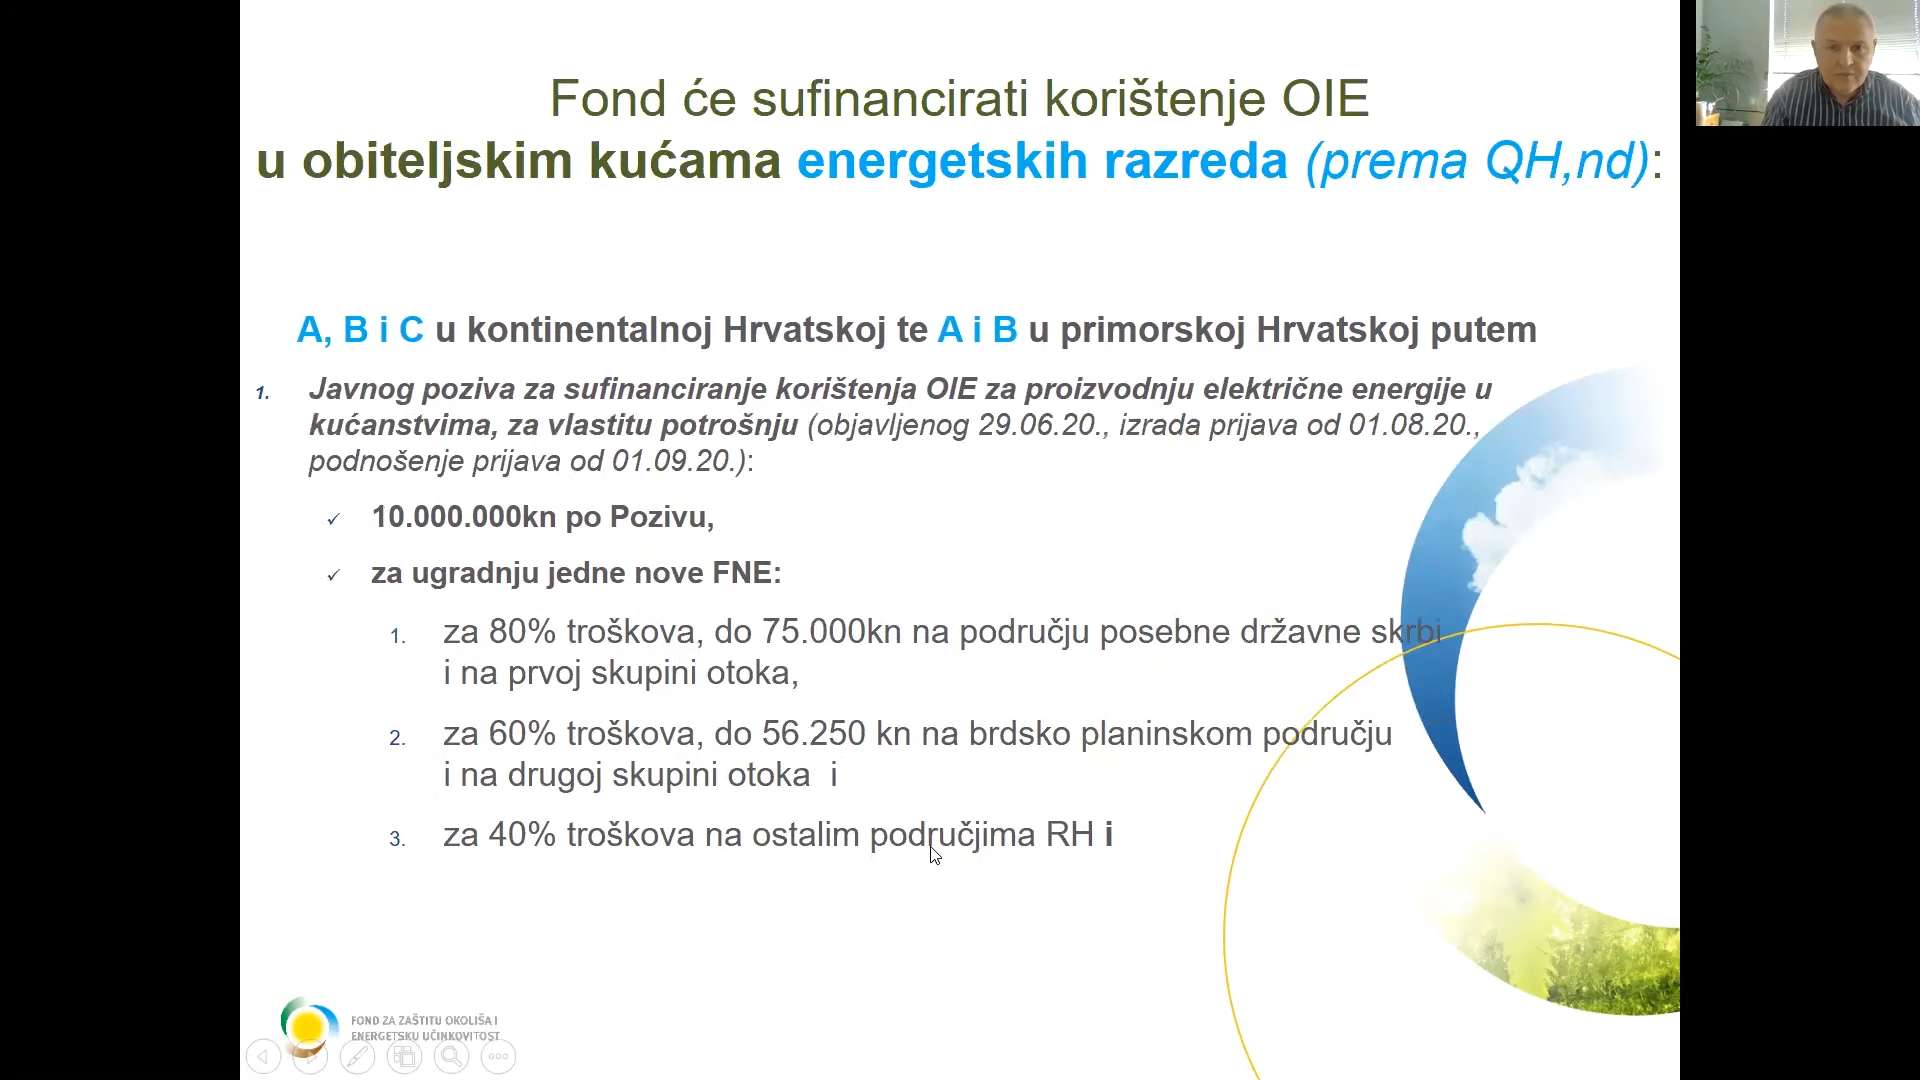 Fond će sufinancirati korištenje OIE
u obiteljskim kućama energetskih razreda (prema QH,nd):
A, B i C u kontinentalnoj Hrvatskoj te A i B u primorskoj Hrvatskoj putem
1. Javnog poziva za sufinanciranje korištenja OIE za proizvodnju električne energije u
kućanstvima, za vlastitu potrošnju (objavljenog 29.06.20., izrada prijava od 01.08.20.,
podnošenje prijava od 01.09.20.):
✓ 10.000.000kn po Pozivu,
✓ za ugradnju jedne nove FNE:
1. za 80% troškova, do 75.000kn na području posebne državne skrbi
i na prvoj skupini otoka,
2. za 60% troškova, do 56.250 kn na brdsko planinskom području
i na drugoj skupini otoka i
3. za 40% troškova na ostalim područjima RH i
FOND ZA ZAŠTITU OKOLIŠA I
ENERGETSKU UČINKOVITOST